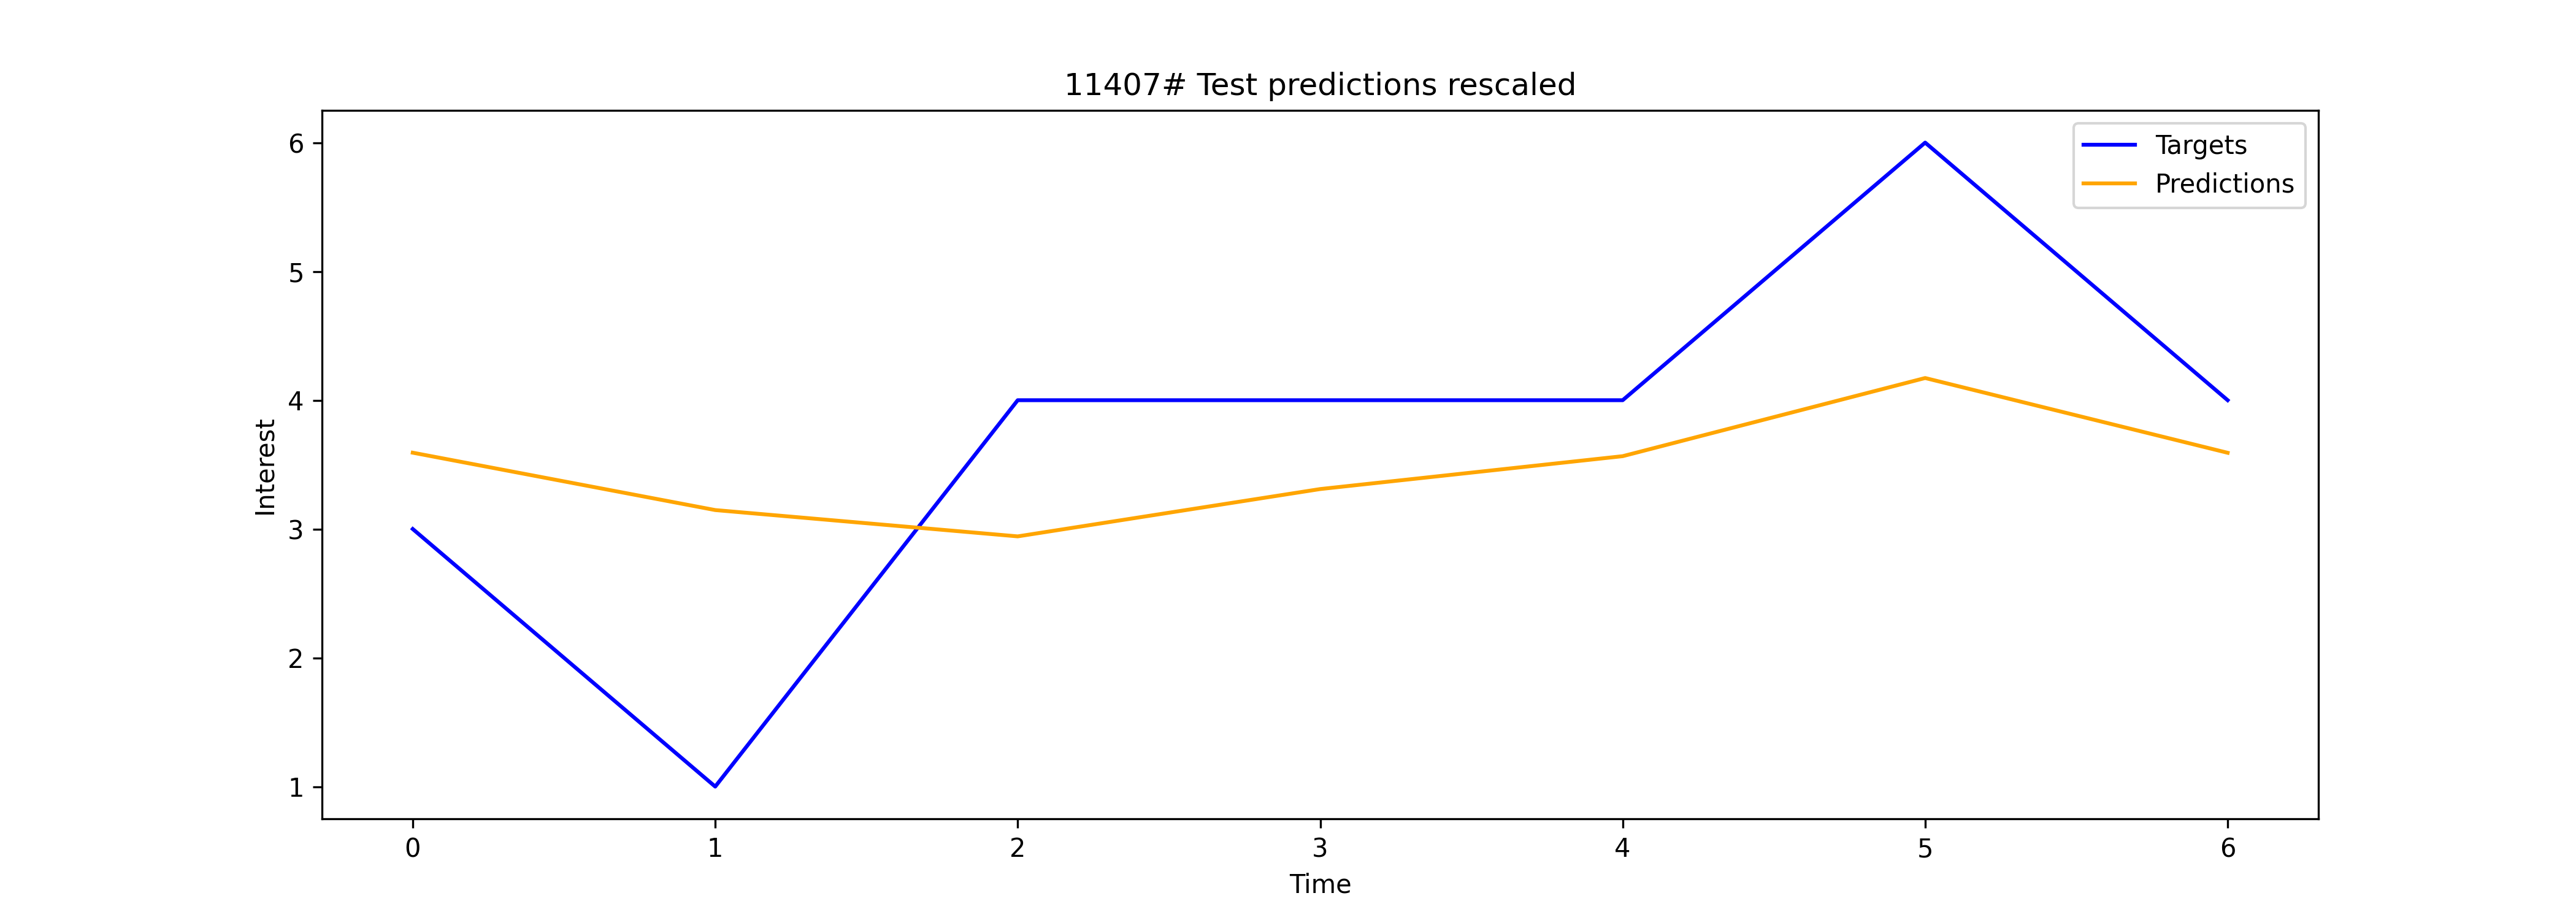 11407# Test predictions rescaled
Targets
Predictions
6
5
4
3
2
1
Interest
0 1 2 3 4 5 6
Time